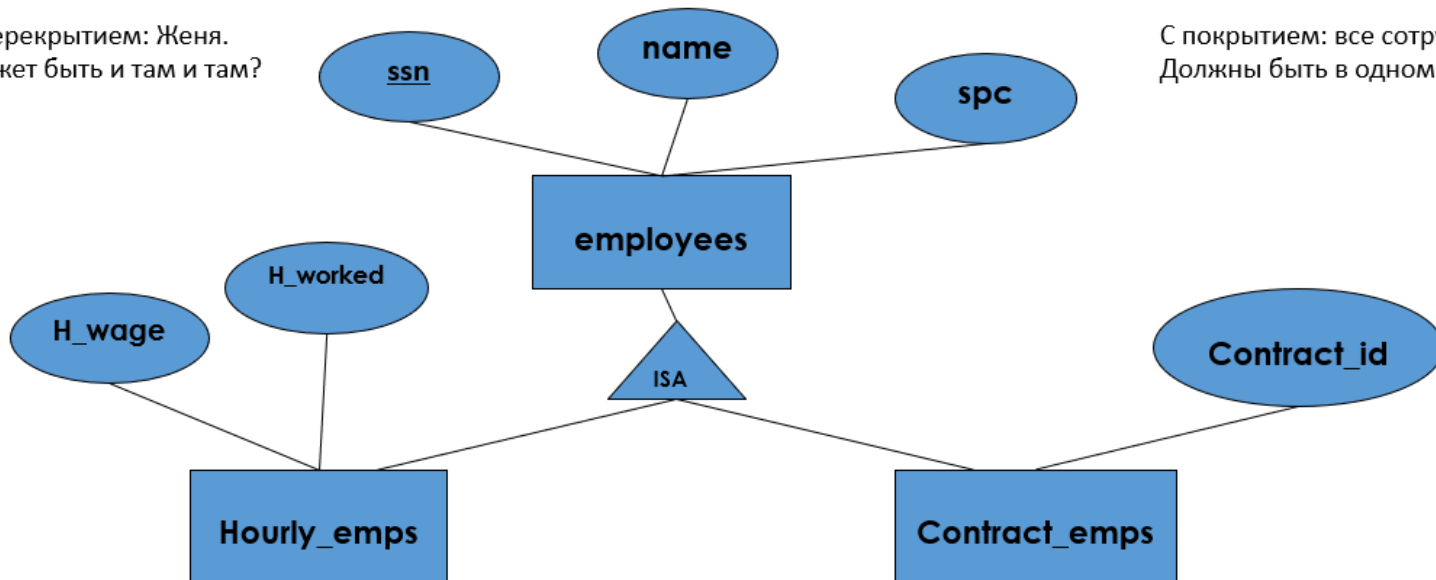 ерекрытием: Женя.
жет быть и там и там?
С покрытием: все сотру
Должны быть в одном
ssn
name
spc
employees
H_worked
H_wage
ISA
Contract_id
Hourly_emps
Contract_emps